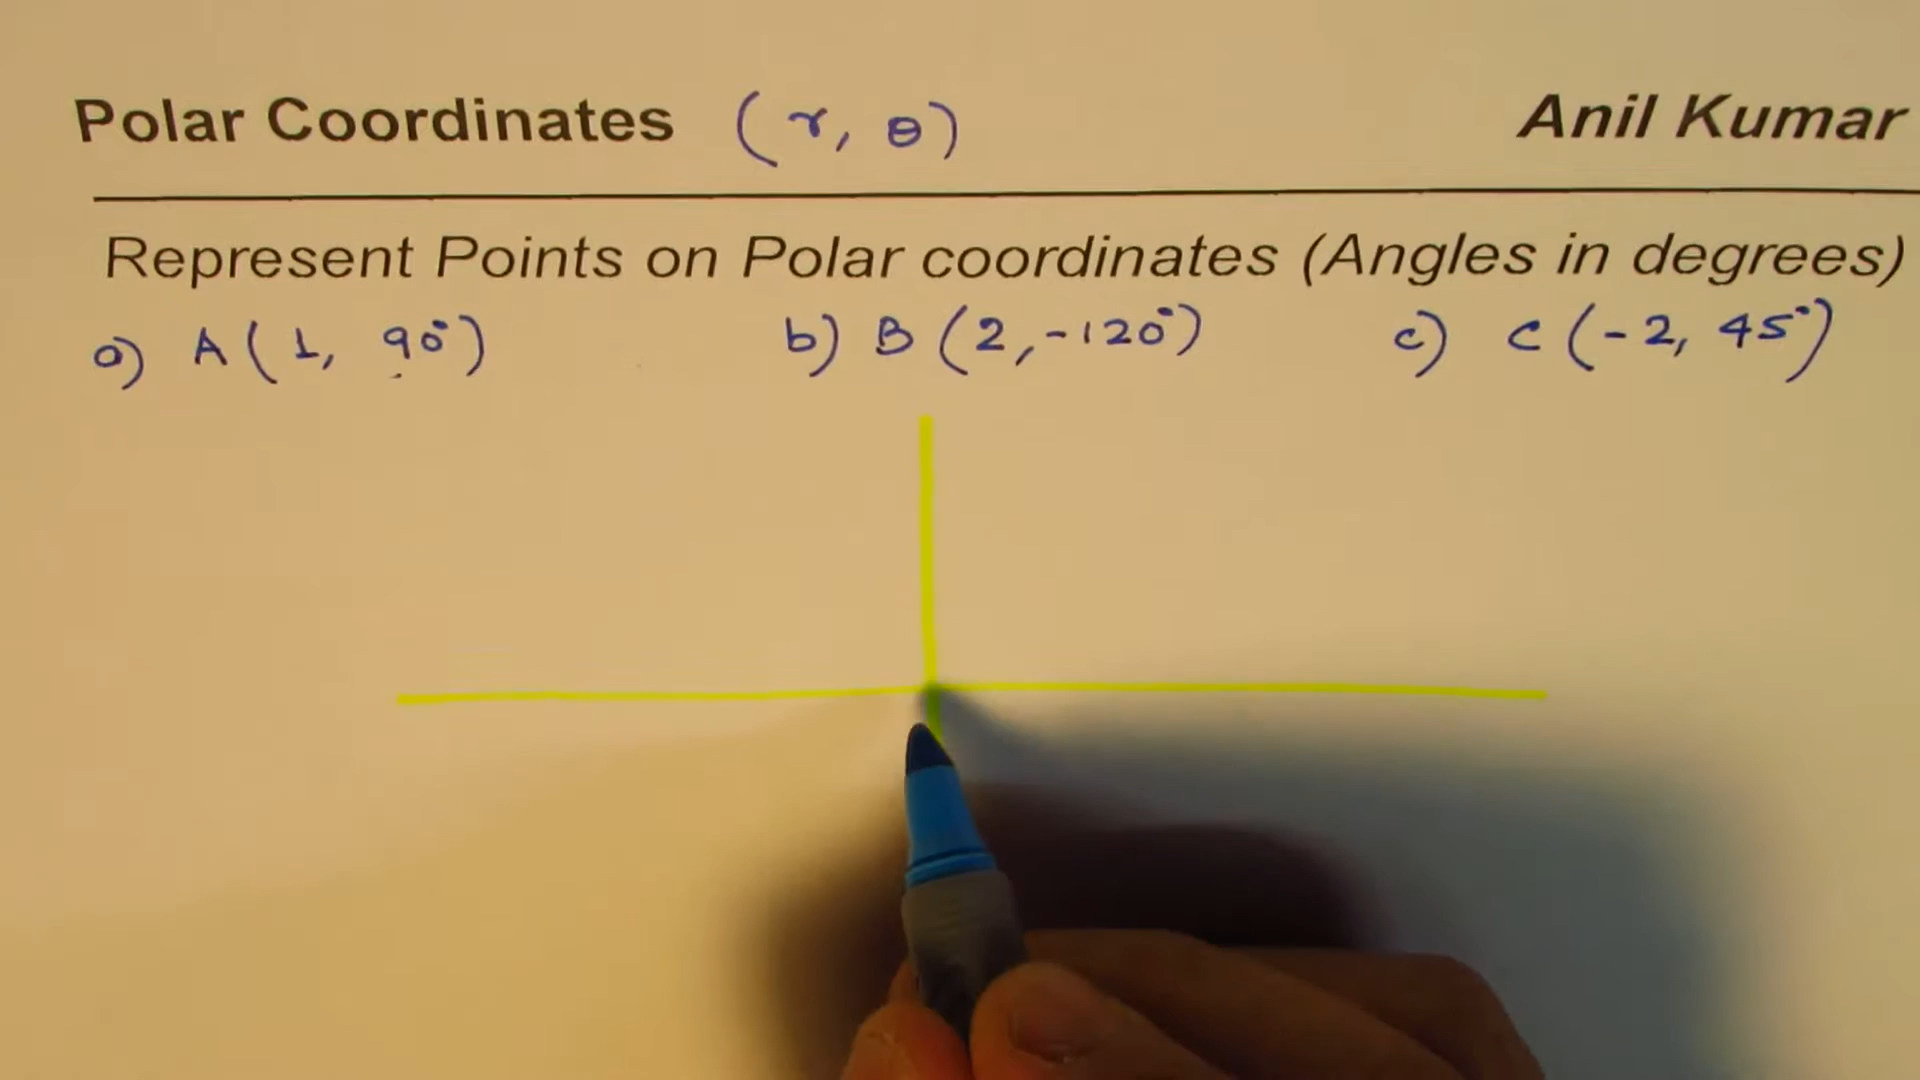 Polar Coordinates (r, θ) Anil Kumar
Represent Points on Polar coordinates (Angles in degrees)
a) A (1, 90°) b) B (2, -120°) c) C (-2, 45°)